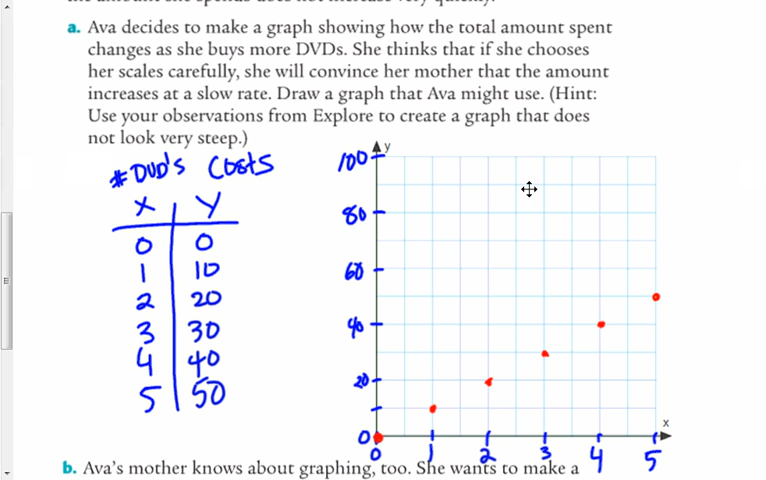 a. Ava decides to make a graph showing how the total amount spent
changes as she buys more DVDs. She thinks that if she chooses
her scales carefully, she will convince her mother that the amount
increases at a slow rate. Draw a graph that Ava might use. (Hint:
Use your observations from Explore to create a graph that does
not look very steep.)
#DVD's Costs
X Y
0 0
1 10
2 20
3 30
4 40
5 50
y
100
80
60
40
20
0
x
0 1 2 3 4 5
b. Ava's mother knows about graphing, too. She wants to make a